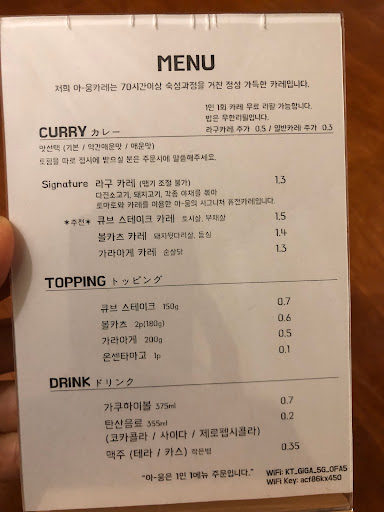 MENU
저희 아-움카레는 70시간이상 숙성과정을 거친 정성 가득한 카레입니다.
1인 1회 카레 무료 리필 가능합니다.
밥은 무한리필입니다.
CURRY カレー 라구카레 추가 0.5 / 일반카레 추가 0.3
맛선택 (기본 / 약간매운맛 / 매운맛)
토핑을 따로 접시에 받으실 분은 주문시에 말씀해주세요.
Signature 라구 카레 (맵기 조절 불가) 1.3
다진소고기, 돼지고기, 각종 야채를 볶아
토마토와 카레를 이용한 아-움의 시그니처 퓨전카레입니다.
*추천* 큐브 스테이크 카레 토시살, 부채살 1.5
볼카츠 카레 돼지뒷다리살, 등심 1.4
가라아게 카레 순살닭 1.3
TOPPING トッピング
큐브 스테이크 150g 0.7
볼카츠 2p(180g) 0.6
가라아게 200g 0.5
온센타마고 1p 0.1
DRINK ドリンク
가쿠하이볼 375ml 0.7
탄산음료 355ml 0.2
(코카콜라 / 사이다 / 제로펩시콜라)
맥주 (테라 / 카스) 작은병 0.35
"아-움은 1인 1메뉴 주문입니다."
WiFi: KT_GiGA_5G_OFA5
WiFi Key: acf86kx450